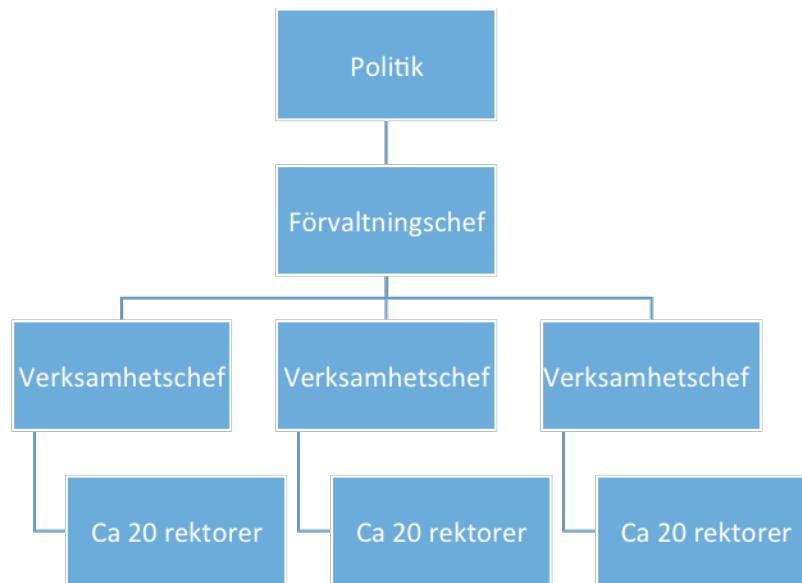 Politik
Förvaltningschef
Verksamhetschef
Verksamhetschef
Verksamhetschef
Ca 20 rektorer
Ca 20 rektorer
Ca 20 rektorer